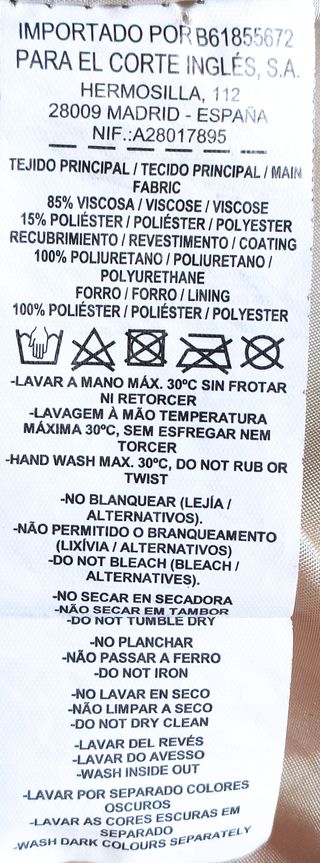 IMPORTADO POR B61855672
PARA EL CORTE INGLÉS, S.A.
HERMOSILLA, 112
28009 MADRID - ESPAÑA
NIF.:A28017895
TEJIDO PRINCIPAL / TECIDO PRINCIPAL / MAIN
FABRIC
85% VISCOSA / VISCOSE / VISCOSE
15% POLIÉSTER / POLIÉSTER / POLYESTER
RECUBRIMIENTO / REVESTIMENTO / COATING
100% POLIURETANO / POLIURETANO /
POLYURETHANE
FORRO / FORRO / LINING
100% POLIÉSTER / POLIÉSTER / POLYESTER
-LAVAR A MANO MÁX. 30ºC SIN FROTAR
NI RETORCER
-LAVAGEM À MÃO TEMPERATURA
MÁXIMA 30ºC, SEM ESFREGAR NEM
TORCER
-HAND WASH MAX. 30ºC, DO NOT RUB OR
TWIST
-NO BLANQUEAR (LEJÍA /
ALTERNATIVOS).
-NÃO PERMITIDO O BRANQUEAMENTO
(LIXÍVIA / ALTERNATIVOS)
-DO NOT BLEACH (BLEACH /
ALTERNATIVES).
-NO SECAR EN SECADORA
-NÃO SECAR EM TAMBOR
-DO NOT TUMBLE DRY
-NO PLANCHAR
-NÃO PASSAR A FERRO
-DO NOT IRON
-NO LAVAR EN SECO
-NÃO LIMPAR A SECO
-DO NOT DRY CLEAN
-LAVAR DEL REVÉS
-LAVAR DO AVESSO
-WASH INSIDE OUT
-LAVAR POR SEPARADO COLORES
OSCUROS
-LAVAR AS CORES ESCURAS EM
SEPARADO
-WASH DARK COLOURS SEPARATELY